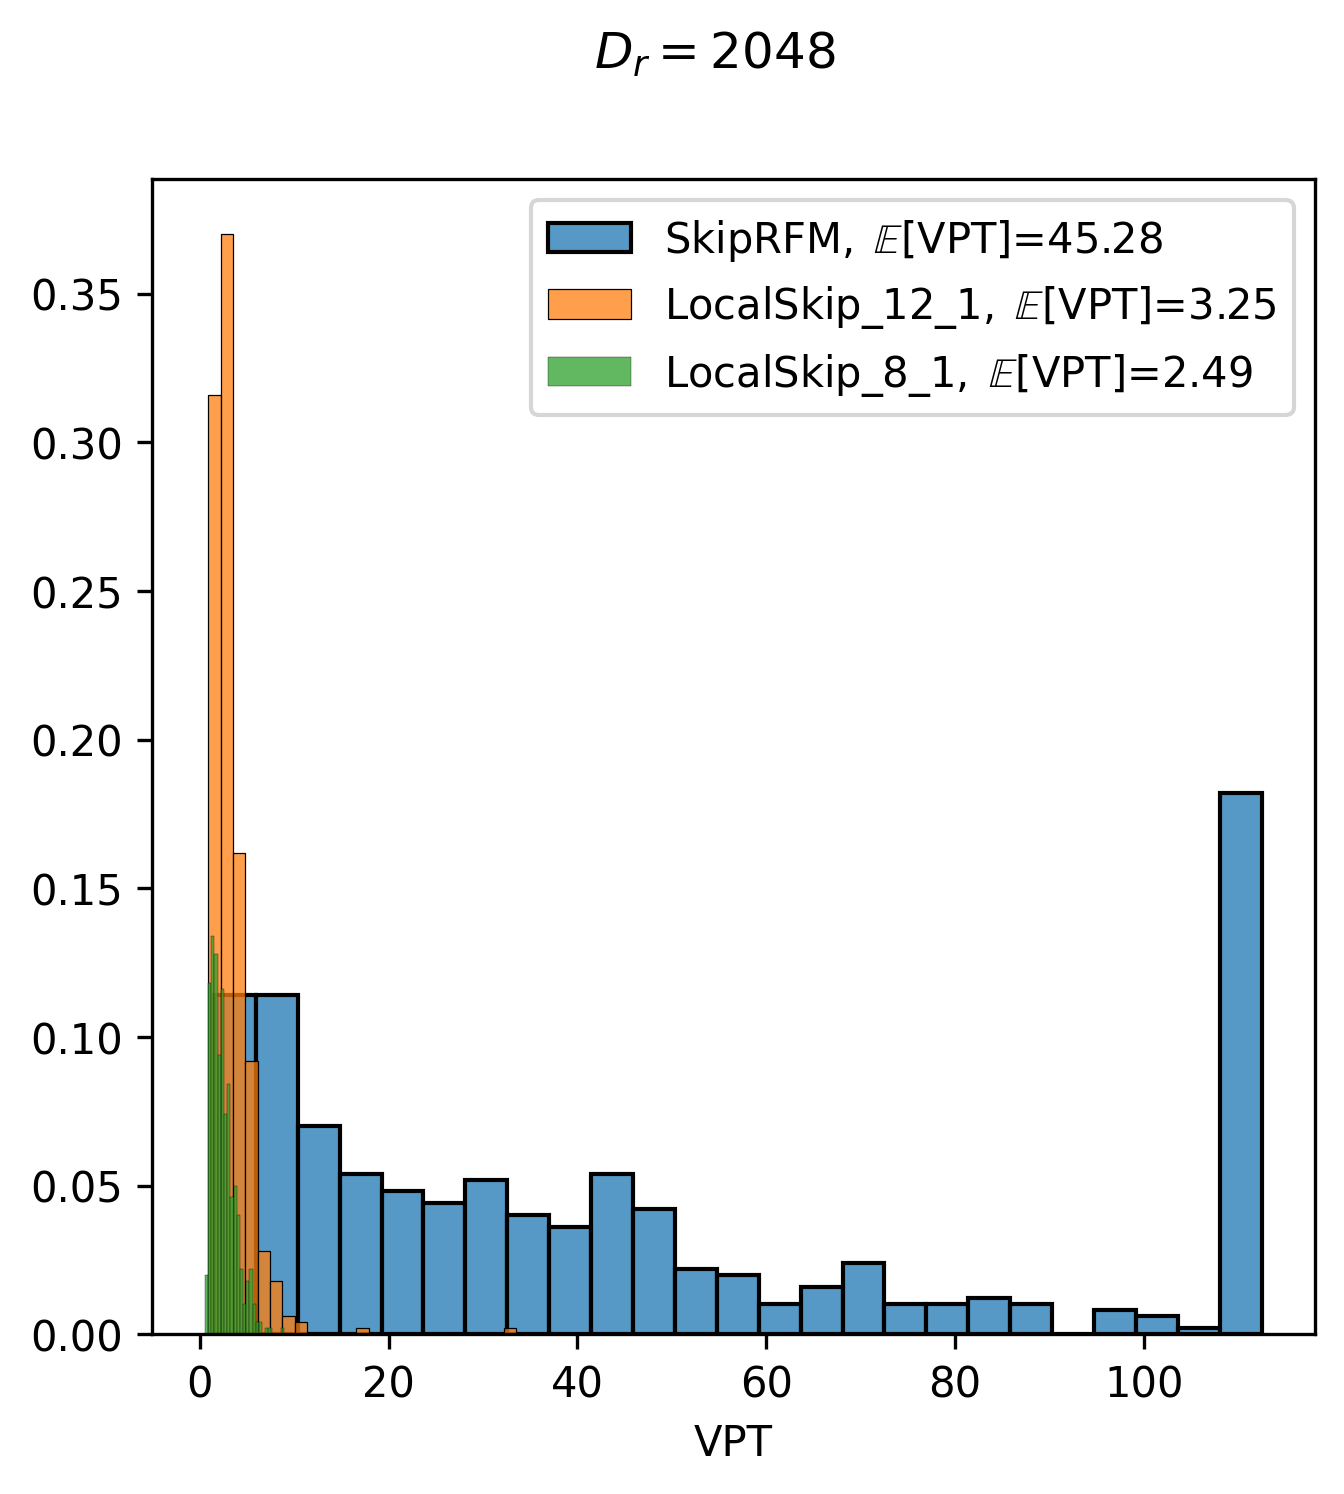 D_r = 2048
SkipRFM, 𝔼[VPT]=45.28
LocalSkip_12_1, 𝔼[VPT]=3.25
LocalSkip_8_1, 𝔼[VPT]=2.49
0.35
0.30
0.25
0.20
0.15
0.10
0.05
0.00
0 20 40 60 80 100
VPT